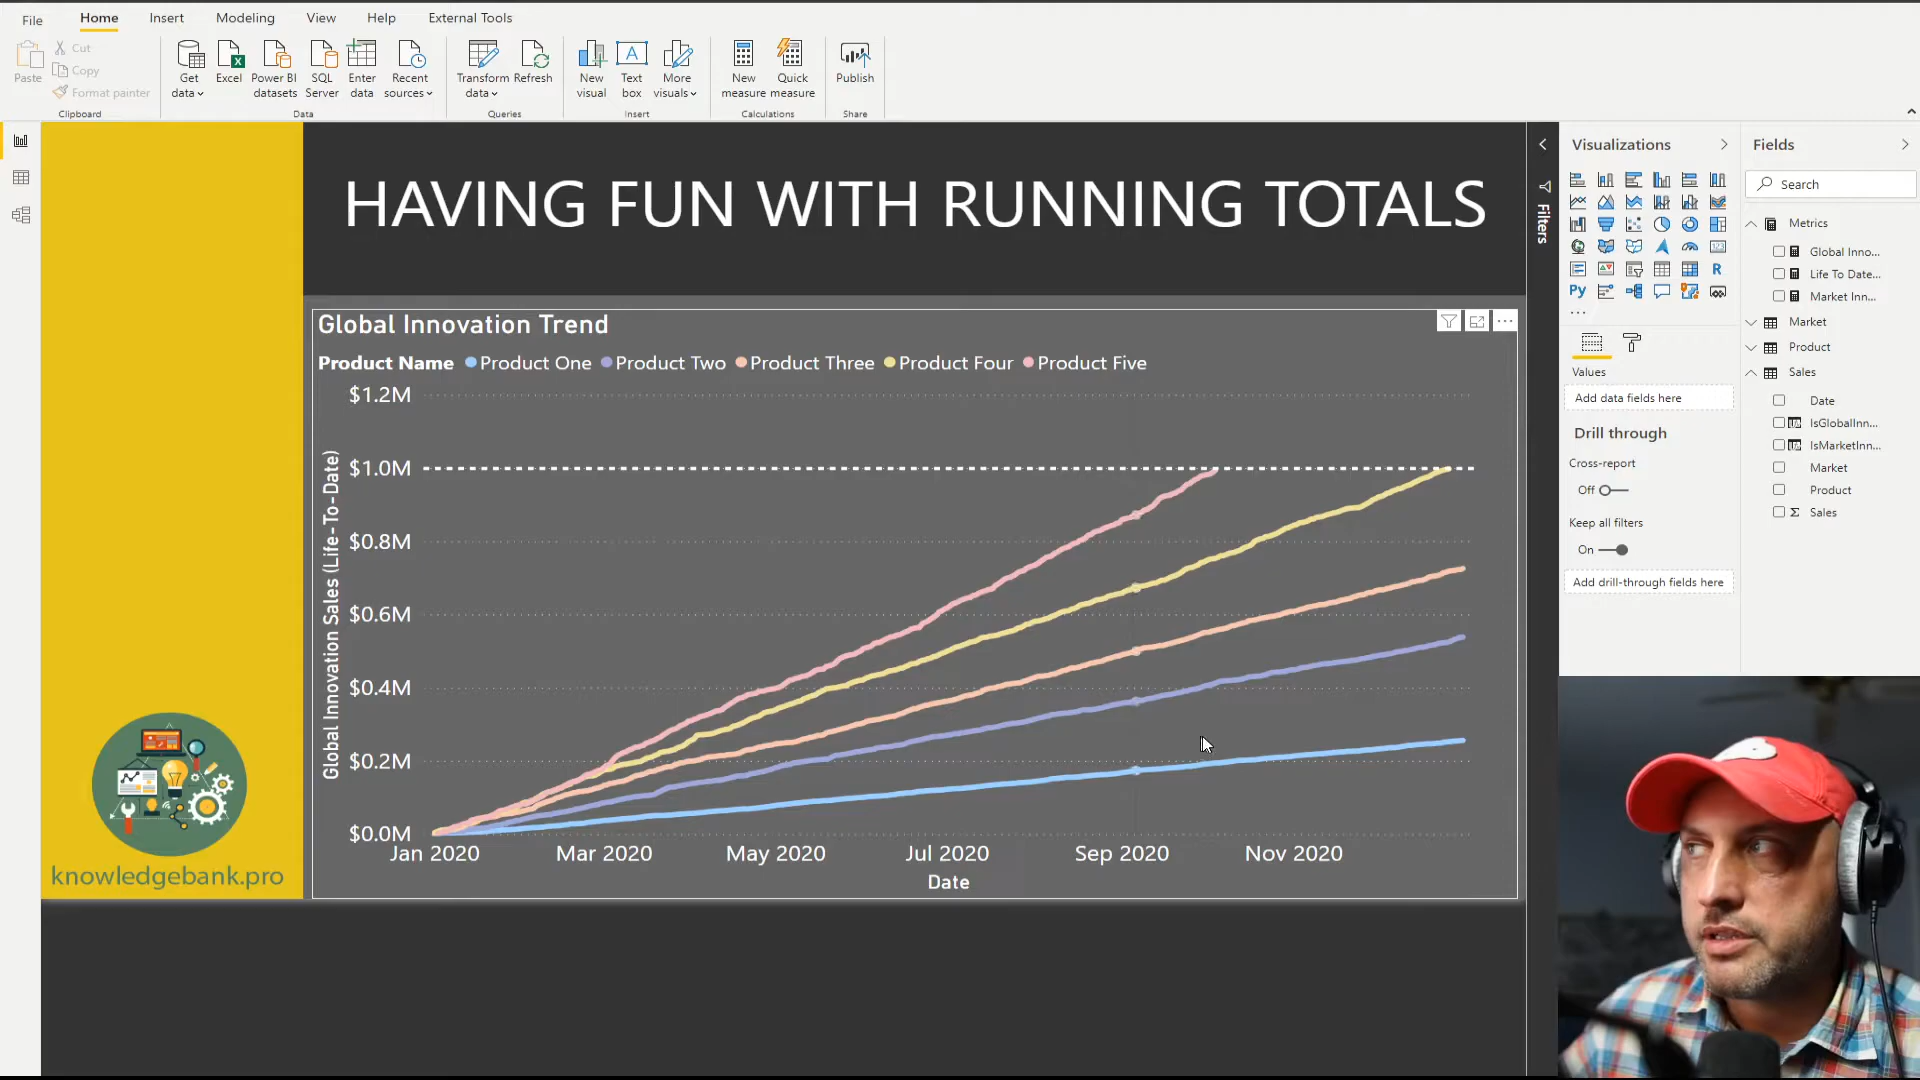 File
Home
Insert
Modeling
View
Help
External Tools
Paste
Cut
Copy
Format painter
Clipboard
Get data
Excel
Power BI datasets
SQL Server
Enter data
Recent sources
Data
Transform data
Refresh
Queries
New visual
Text box
A
More visuals
Insert
New measure
Quick measure
Calculations
Publish
Share
HAVING FUN WITH RUNNING TOTALS
Global Innovation Trend
Product Name Product One Product Two Product Three Product Four Product Five
Global Innovation Sales (Life-To-Date)
$1.2M
$1.0M
$0.8M
$0.6M
$0.4M
$0.2M
$0.0M
Jan 2020 Mar 2020 May 2020 Jul 2020 Sep 2020 Nov 2020
Date
knowledgebank.pro
Filters
Visualizations
R
Py
Values
Add data fields here
Drill through
Cross-report
Off
Keep all filters
On
Add drill-through fields here
Fields
Search
Metrics
Global Inno...
Life To Date...
Market Inn...
Market
Product
Sales
Date
IsGlobalInn...
IsMarketInn...
Market
Product
Σ Sales